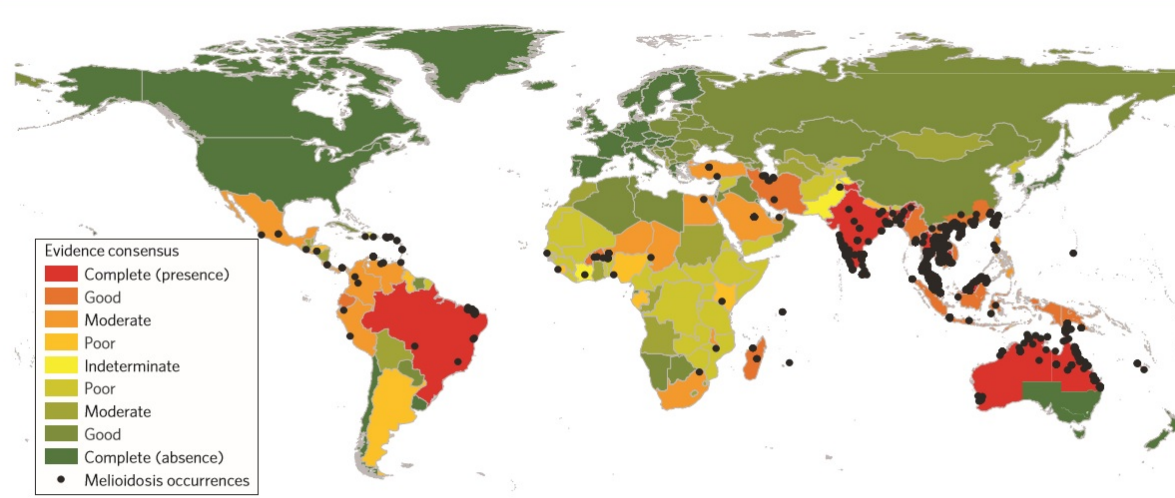 Evidence consensus
Complete (presence)
Good
Moderate
Poor
Indeterminate
Poor
Moderate
Good
Complete (absence)
Melioidosis occurrences